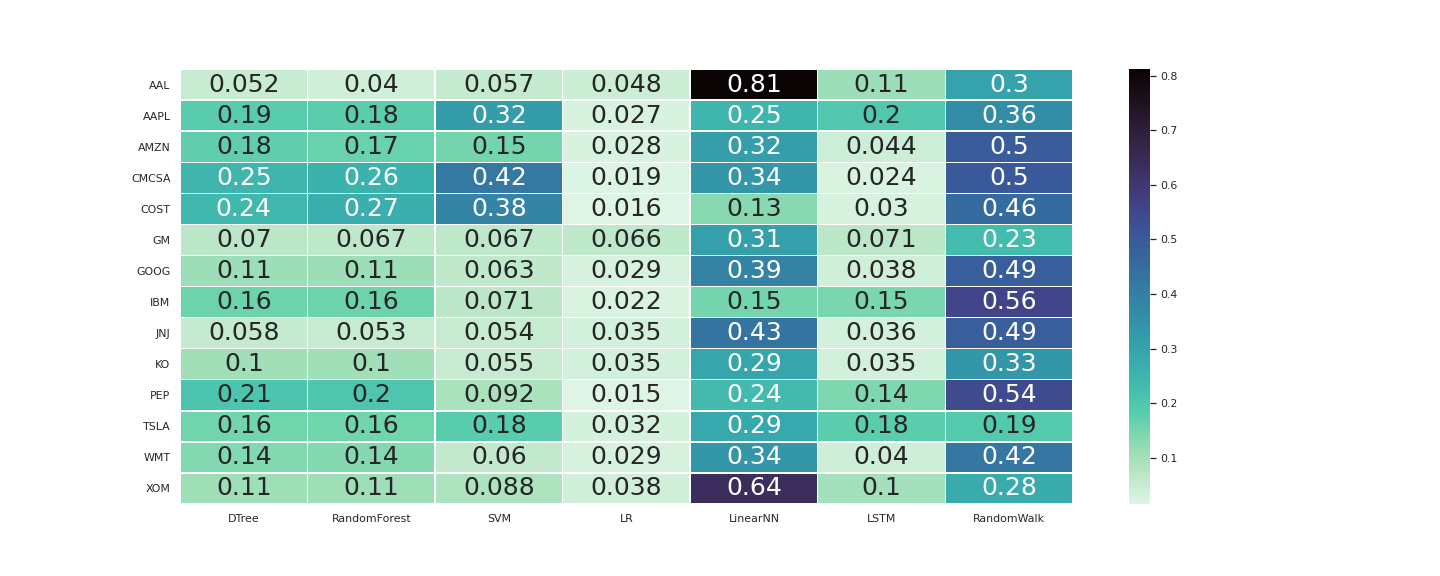 AAL 0.052 0.04 0.057 0.048 0.81 0.11 0.3
AAPL 0.19 0.18 0.32 0.027 0.25 0.2 0.36
AMZN 0.18 0.17 0.15 0.028 0.32 0.044 0.5
CMCSA 0.25 0.26 0.42 0.019 0.34 0.024 0.5
COST 0.24 0.27 0.38 0.016 0.13 0.03 0.46
GM 0.07 0.067 0.067 0.066 0.31 0.071 0.23
GOOG 0.11 0.11 0.063 0.029 0.39 0.038 0.49
IBM 0.16 0.16 0.071 0.022 0.15 0.15 0.56
JNJ 0.058 0.053 0.054 0.035 0.43 0.036 0.49
KO 0.1 0.1 0.055 0.035 0.29 0.035 0.33
PEP 0.21 0.2 0.092 0.015 0.24 0.14 0.54
TSLA 0.16 0.16 0.18 0.032 0.29 0.18 0.19
WMT 0.14 0.14 0.06 0.029 0.34 0.04 0.42
XOM 0.11 0.11 0.088 0.038 0.64 0.1 0.28
DTree RandomForest SVM LR LinearNN LSTM RandomWalk
0.8
0.7
0.6
0.5
0.4
0.3
0.2
0.1